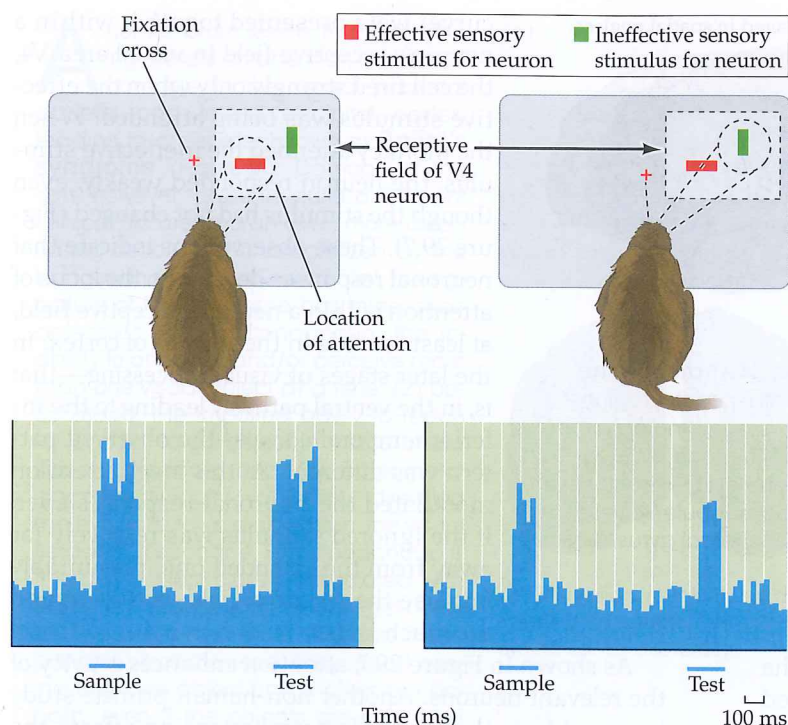 Fixation
cross
Effective sensory
stimulus for neuron
Ineffective sensory
stimulus for neuron
Receptive
field of V4
neuron
Location
of attention
Sample
Test
Sample
Test
Time (ms)
100 ms